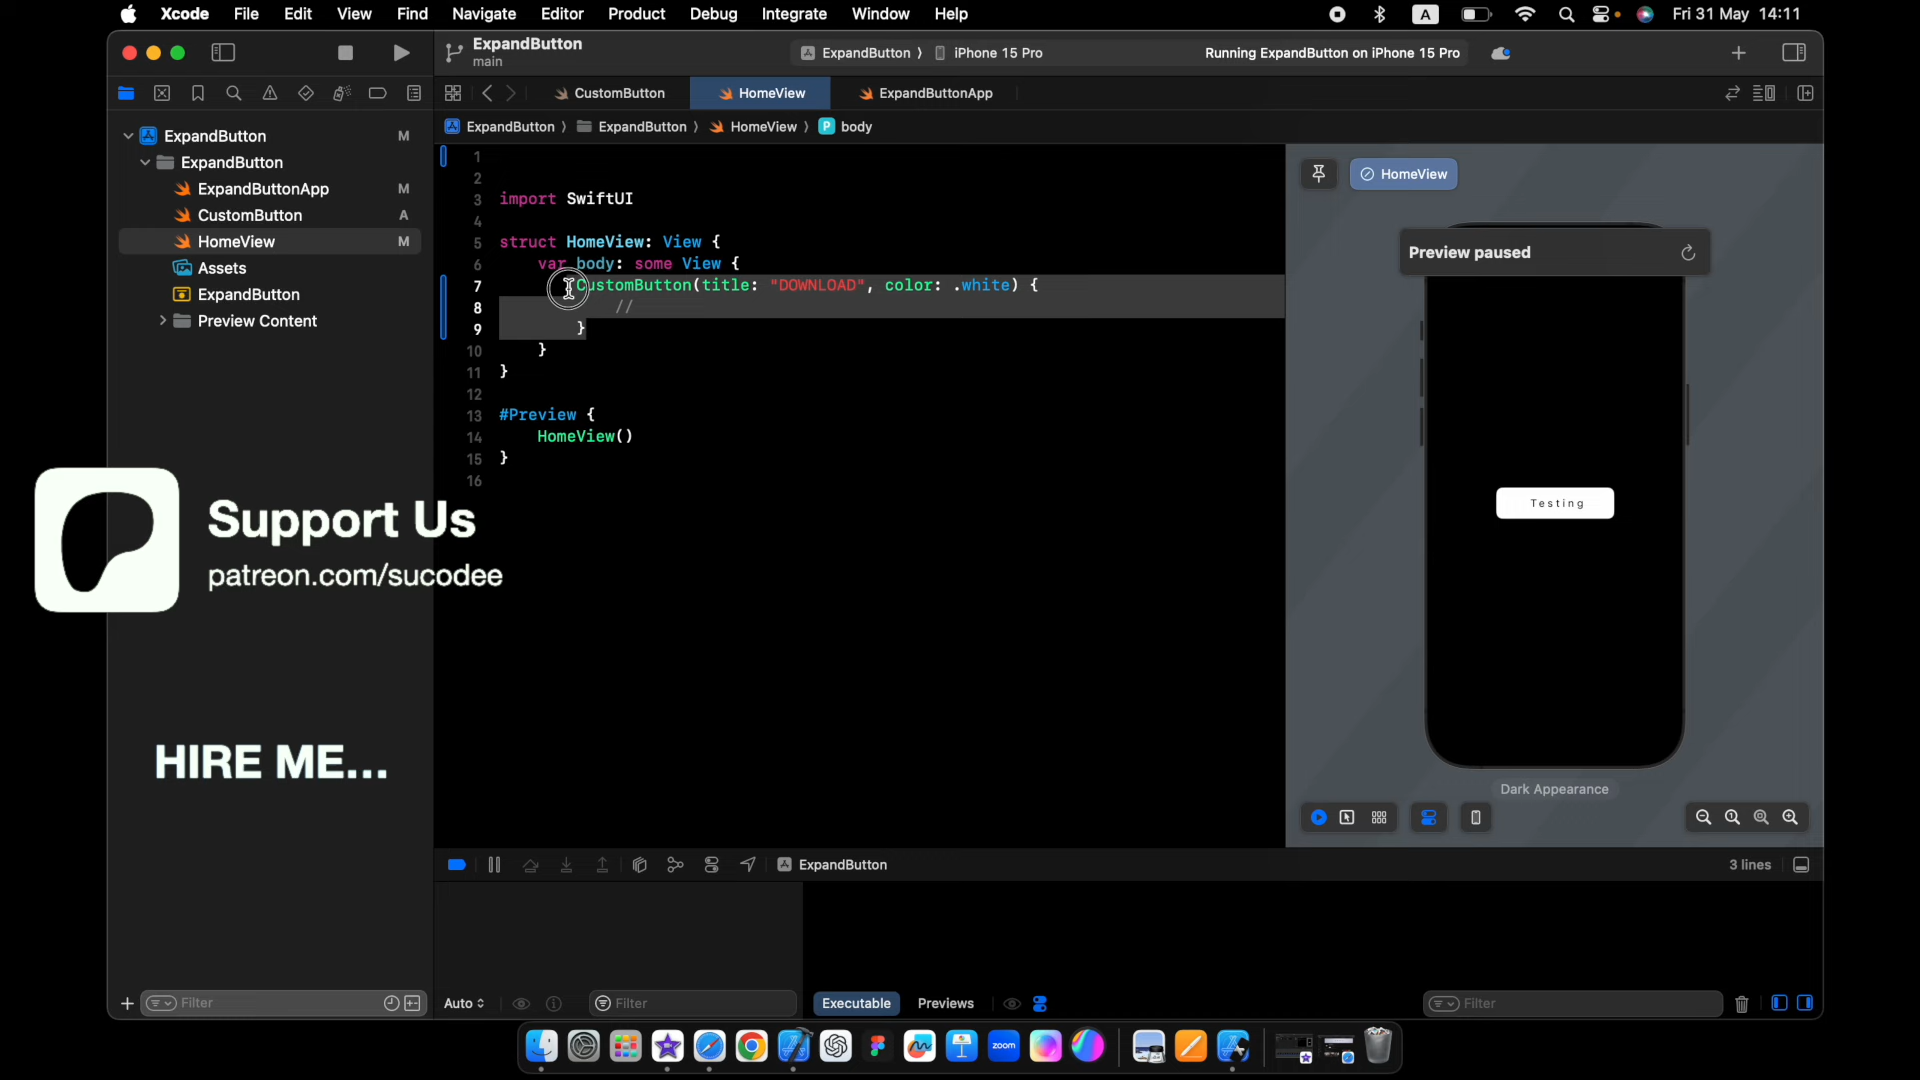 Xcode File Edit View Find Navigate Editor Product Debug Integrate Window Help
A Fri 31 May 14:11
ExpandButton
main
ExpandButton 〉 iPhone 15 Pro
Running ExpandButton on iPhone 15 Pro
CustomButton HomeView ExpandButtonApp
ExpandButton 〉 ExpandButton 〉 HomeView 〉 P body
ExpandButton M
ExpandButton
ExpandButtonApp M
CustomButton A
HomeView M
Assets
ExpandButton
Preview Content
1
2
3 import SwiftUI
4
5 struct HomeView: View {
6 var body: some View {
7 CustomButton(title: "DOWNLOAD", color: .white) {
8 //
9 }
10 }
11 }
12
13 #Preview {
14 HomeView()
15 }
16
HomeView
Preview paused
Testing
Dark Appearance
Support Us
patreon.com/sucodee
HIRE ME...
ExpandButton
3 lines
Filter
Auto
Filter
Executable Previews
Filter
zoom